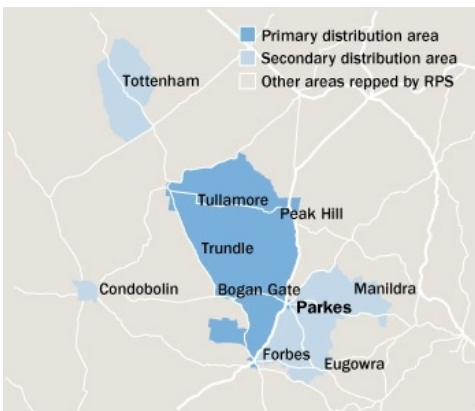 Primary distribution area
Secondary distribution area
Other areas repped by RPS
Tottenham
Tullamore
Peak Hill
Trundle
Condobolin
Bogan Gate
Manildra
Parkes
Forbes
Eugowra